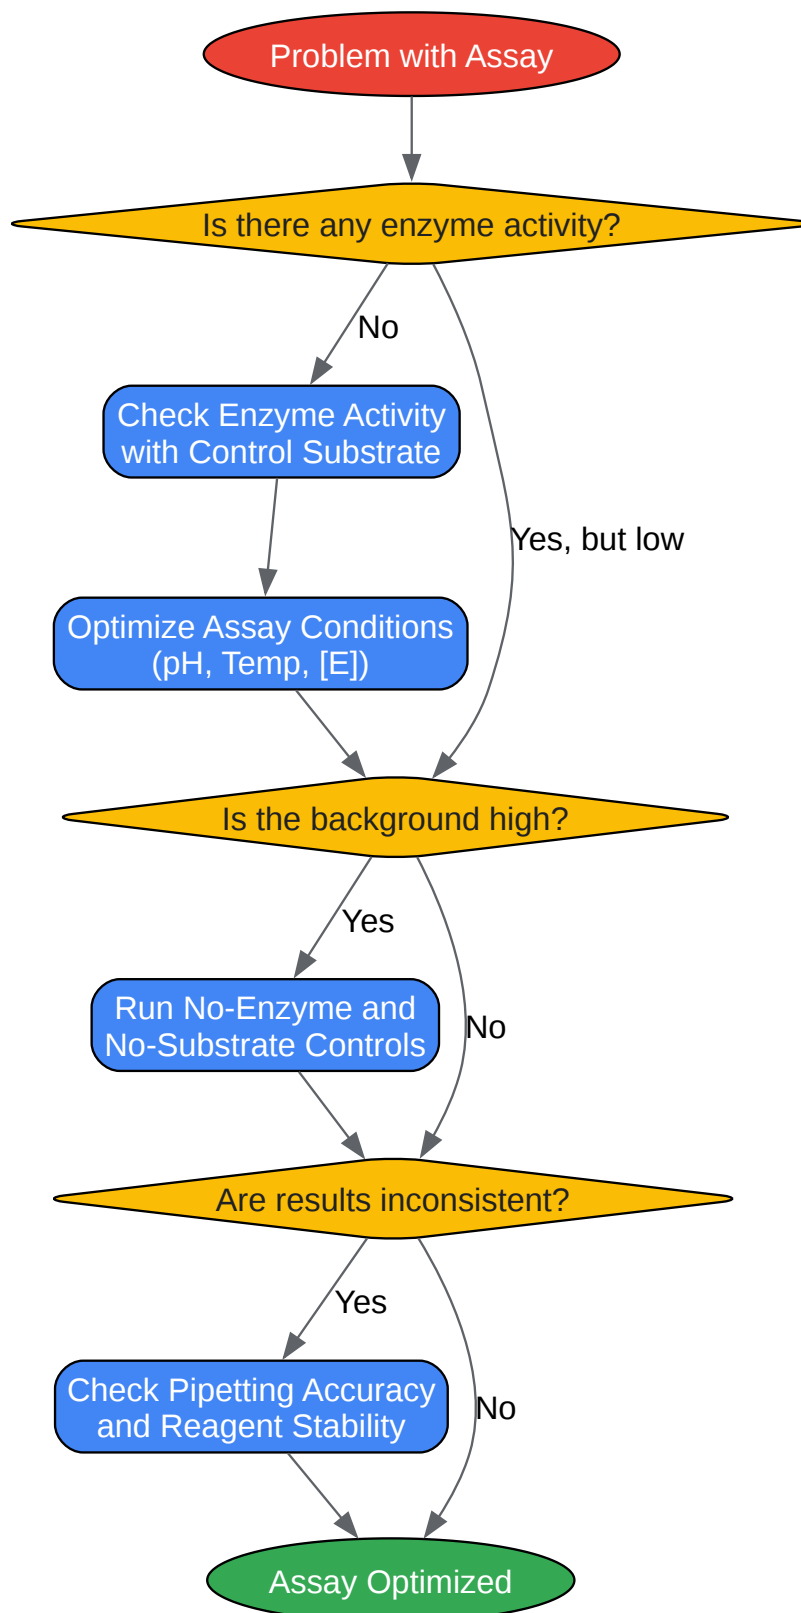 Problem with Assay
Is there any enzyme activity?
No
Check Enzyme Activity
with Control Substrate
Yes, but low
Optimize Assay Conditions
(pH, Temp, [E])
Is the background high?
Yes
Run No-Enzyme and
No-Substrate Controls
No
Are results inconsistent?
Yes
Check Pipetting Accuracy
and Reagent Stability
No
Assay Optimized